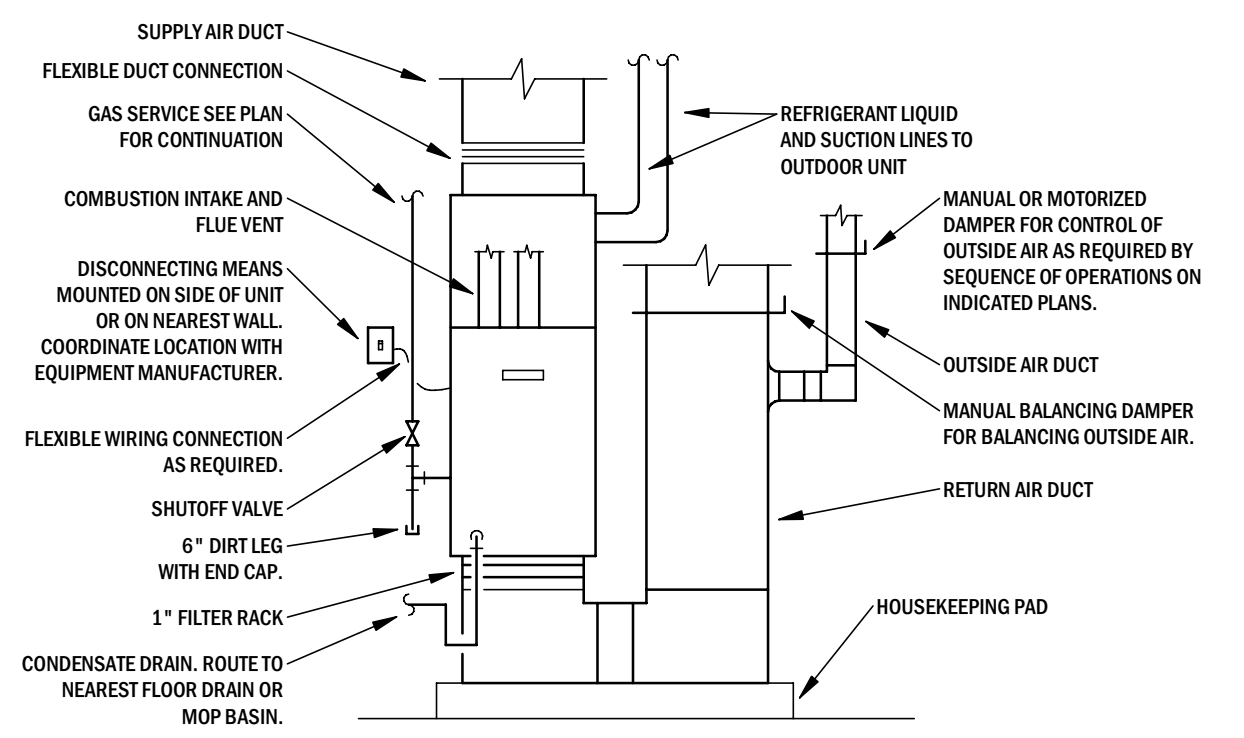 SUPPLY AIR DUCT
FLEXIBLE DUCT CONNECTION
GAS SERVICE SEE PLAN
FOR CONTINUATION
COMBUSTION INTAKE AND
FLUE VENT
DISCONNECTING MEANS
MOUNTED ON SIDE OF UNIT
OR ON NEAREST WALL.
COORDINATE LOCATION WITH
EQUIPMENT MANUFACTURER.
FLEXIBLE WIRING CONNECTION
AS REQUIRED.
SHUTOFF VALVE
6" DIRT LEG
WITH END CAP.
1" FILTER RACK
CONDENSATE DRAIN. ROUTE TO
NEAREST FLOOR DRAIN OR
MOP BASIN.
REFRIGERANT LIQUID
AND SUCTION LINES TO
OUTDOOR UNIT
MANUAL OR MOTORIZED
DAMPER FOR CONTROL OF
OUTSIDE AIR AS REQUIRED BY
SEQUENCE OF OPERATIONS ON
INDICATED PLANS.
OUTSIDE AIR DUCT
MANUAL BALANCING DAMPER
FOR BALANCING OUTSIDE AIR.
RETURN AIR DUCT
HOUSEKEEPING PAD